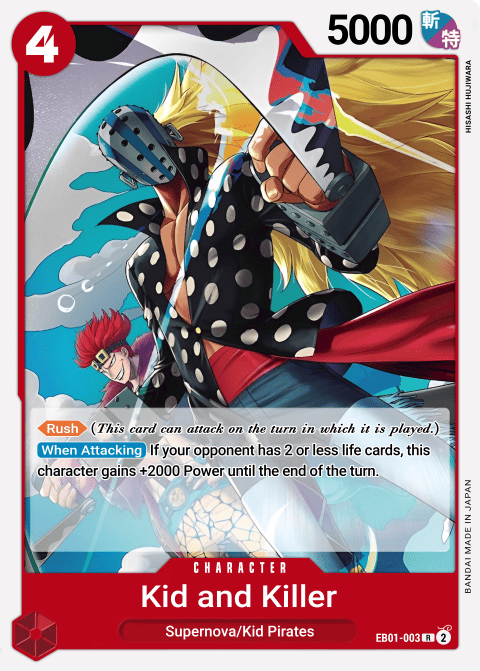 4
5000
斬
特
HISASHI HUJIWARA
Rush (This card can attack on the turn in which it is played.)
When Attacking If your opponent has 2 or less life cards, this
character gains +2000 Power until the end of the turn.
BANDAI MADE IN JAPAN
CHARACTER
Kid and Killer
Supernova/Kid Pirates
EB01-003 R 2